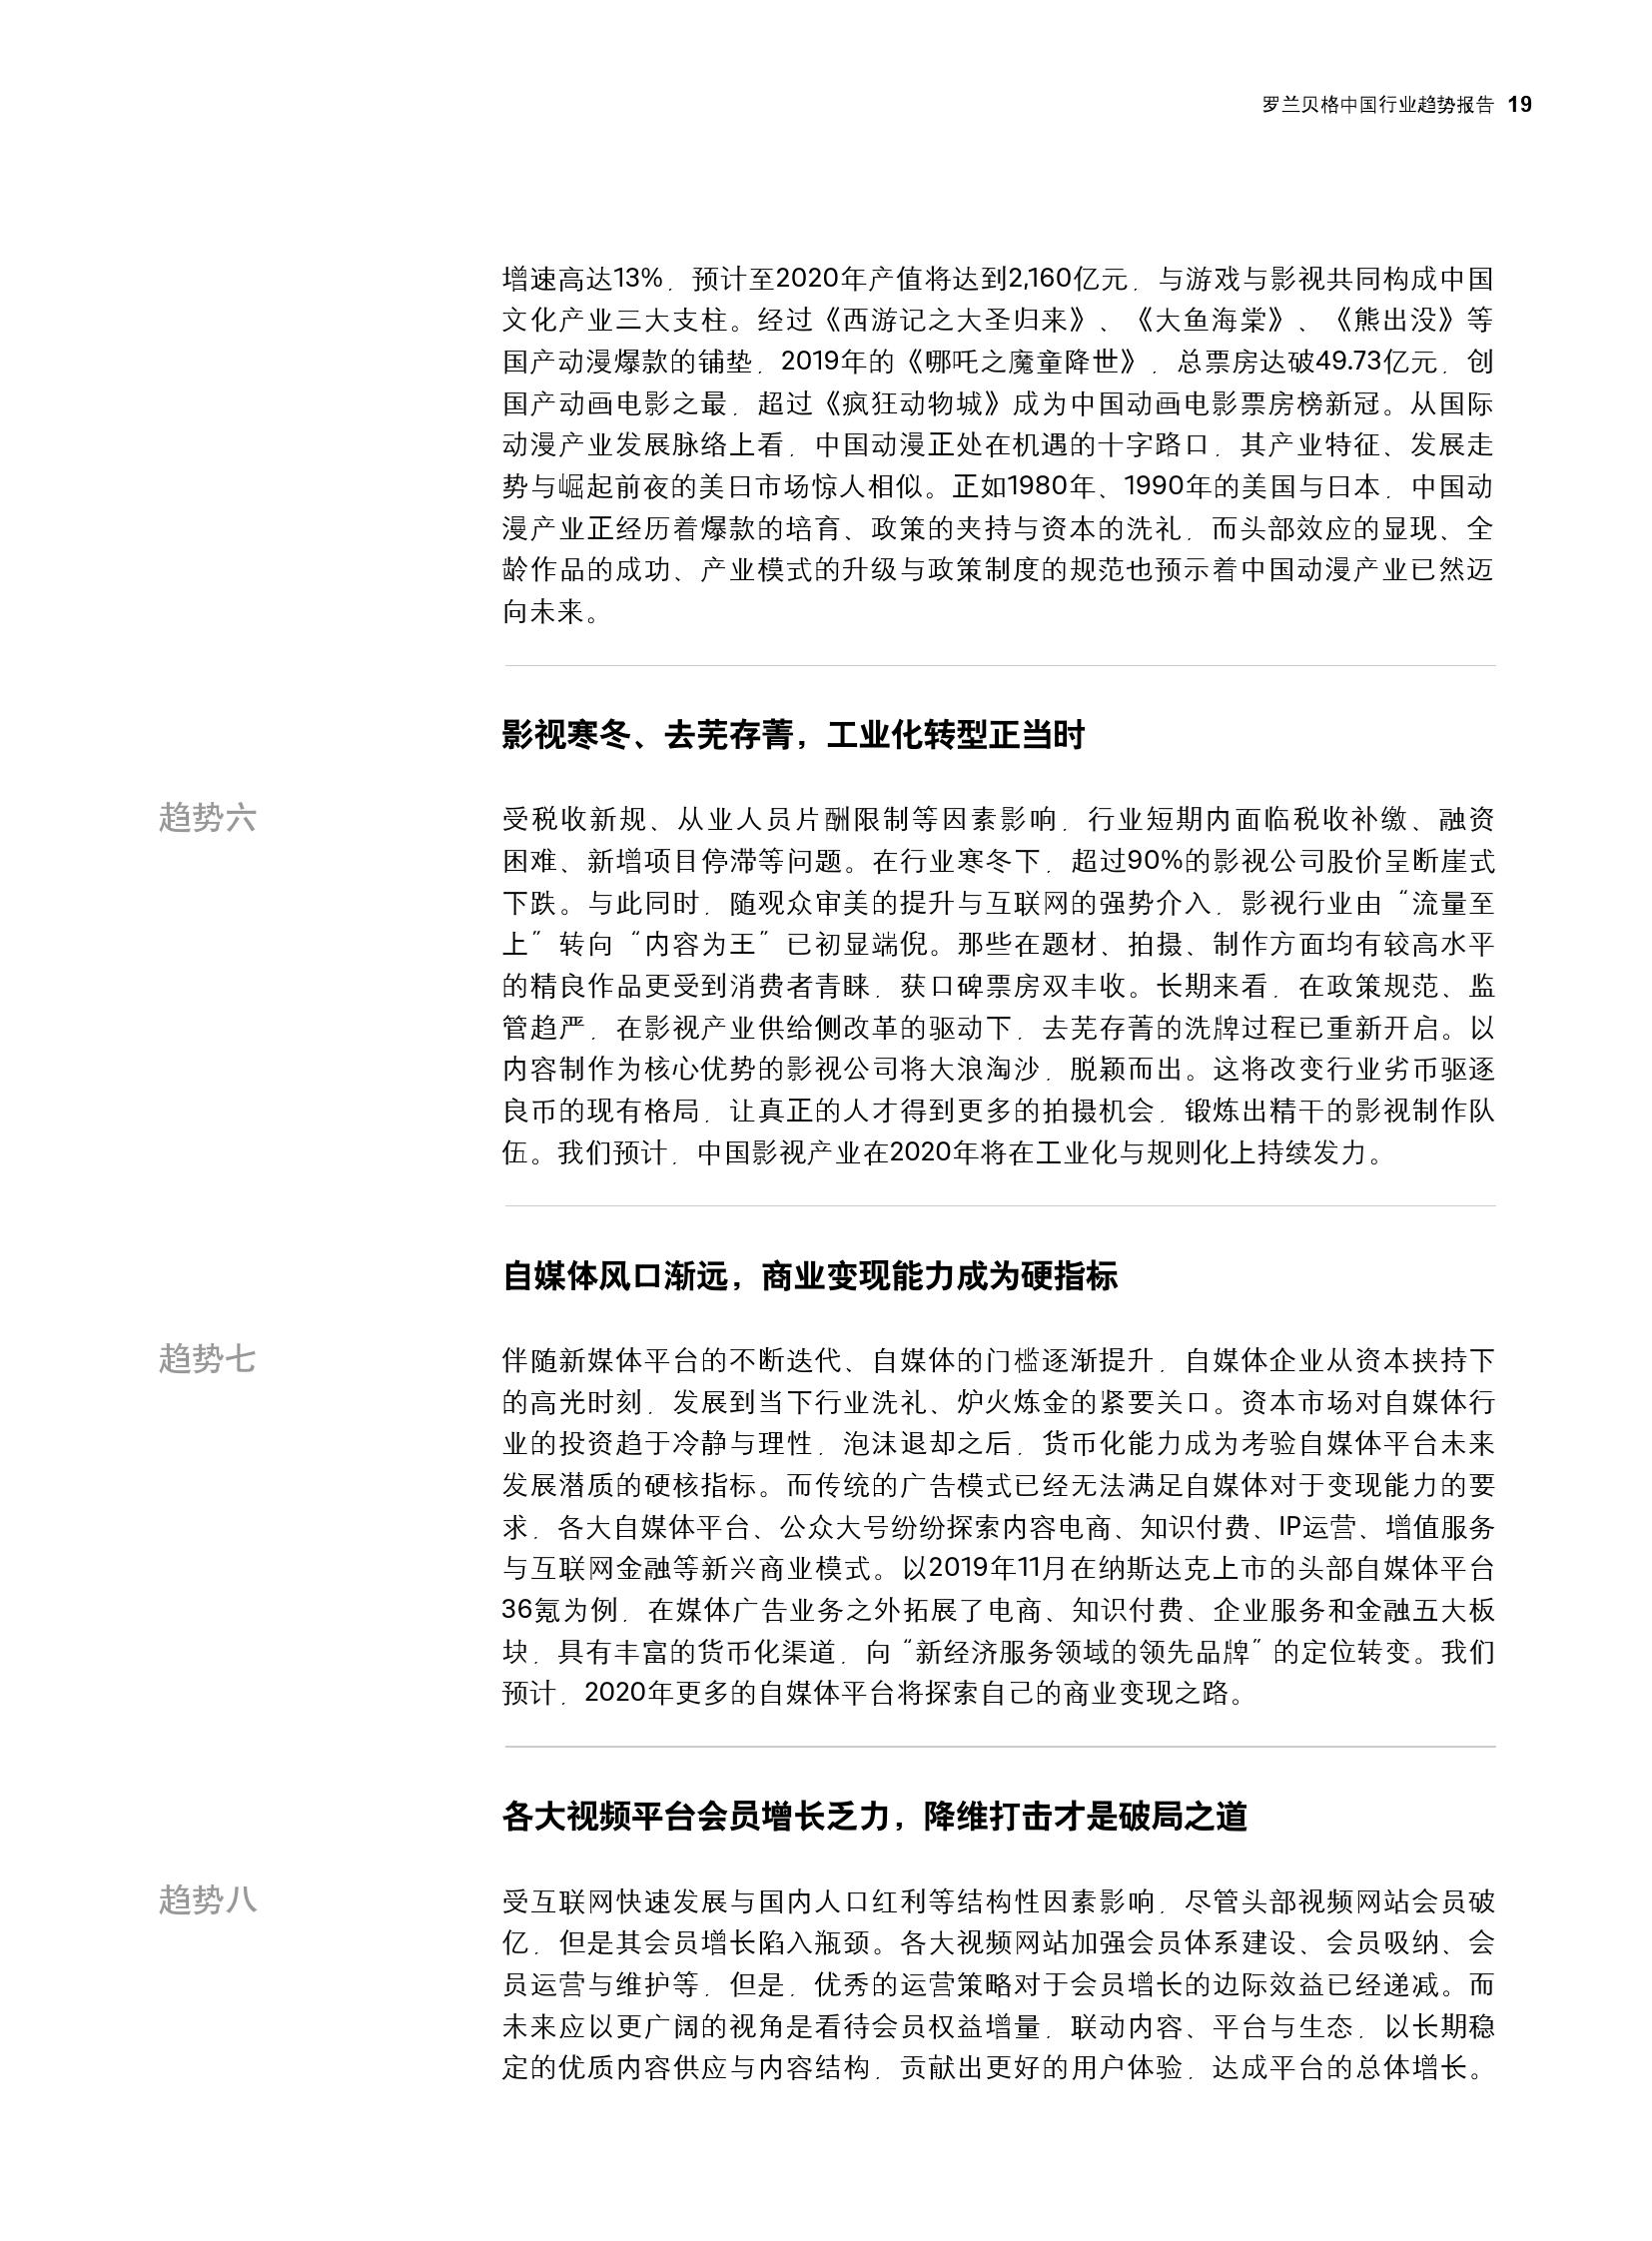 罗兰贝格中国行业趋势报告 19
增速高达13%，预计至2020年产值将达到2,160亿元，与游戏与影视共同构成中国
文化产业三大支柱。经过《西游记之大圣归来》、《大鱼海棠》、《熊出没》等
国产动漫爆款的铺垫，2019年的《哪吒之魔童降世》，总票房达破49.73亿元，创
国产动画电影之最，超过《疯狂动物城》成为中国动画电影票房榜新冠。从国际
动漫产业发展脉络上看，中国动漫正处在机遇的十字路口，其产业特征、发展走
势与崛起前夜的美日市场惊人相似。正如1980年、1990年的美国与日本，中国动
漫产业正经历着爆款的培育、政策的夹持与资本的洗礼，而头部效应的显现、全
龄作品的成功、产业模式的升级与政策制度的规范也预示着中国动漫产业已然迈
向未来。
影视寒冬、去芜存菁，工业化转型正当时
趋势六
受税收新规、从业人员片酬限制等因素影响，行业短期内面临税收补缴、融资
困难、新增项目停滞等问题。在行业寒冬下，超过90%的影视公司股价呈断崖式
下跌。与此同时，随观众审美的提升与互联网的强势介入，影视行业由“流量至
上”转向“内容为王”已初显端倪。那些在题材、拍摄、制作方面均有较高水平
的精良作品更受到消费者青睐，获口碑票房双丰收。长期来看，在政策规范、监
管趋严，在影视产业供给侧改革的驱动下，去芜存菁的洗牌过程已重新开启。以
内容制作为核心优势的影视公司将大浪淘沙，脱颖而出。这将改变行业劣币驱逐
良币的现有格局，让真正的人才得到更多的拍摄机会，锻炼出精干的影视制作队
伍。我们预计，中国影视产业在2020年将在工业化与规则化上持续发力。
自媒体风口渐远，商业变现能力成为硬指标
趋势七
伴随新媒体平台的不断迭代、自媒体的门槛逐渐提升，自媒体企业从资本挟持下
的高光时刻，发展到当下行业洗礼、炉火炼金的紧要关口。资本市场对自媒体行
业的投资趋于冷静与理性，泡沫退却之后，货币化能力成为考验自媒体平台未来
发展潜质的硬核指标。而传统的广告模式已经无法满足自媒体对于变现能力的要
求，各大自媒体平台、公众大号纷纷探索内容电商、知识付费、IP运营、增值服务
与互联网金融等新兴商业模式。以2019年11月在纳斯达克上市的头部自媒体平台
36氪为例，在媒体广告业务之外拓展了电商、知识付费、企业服务和金融五大板
块，具有丰富的货币化渠道，向“新经济服务领域的领先品牌”的定位转变。我们
预计，2020年更多的自媒体平台将探索自己的商业变现之路。
各大视频平台会员增长乏力，降维打击才是破局之道
趋势八
受互联网快速发展与国内人口红利等结构性因素影响，尽管头部视频网站会员破
亿，但是其会员增长陷入瓶颈。各大视频网站加强会员体系建设、会员吸纳、会
员运营与维护等，但是，优秀的运营策略对于会员增长的边际效益已经递减。而
未来应以更广阔的视角是看待会员权益增量，联动内容、平台与生态，以长期稳
定的优质内容供应与内容结构，贡献出更好的用户体验，达成平台的总体增长。